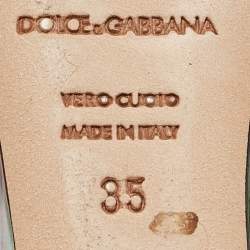 DOLCE & GABBANA
VERO CUOIO
MADE IN ITALY
35